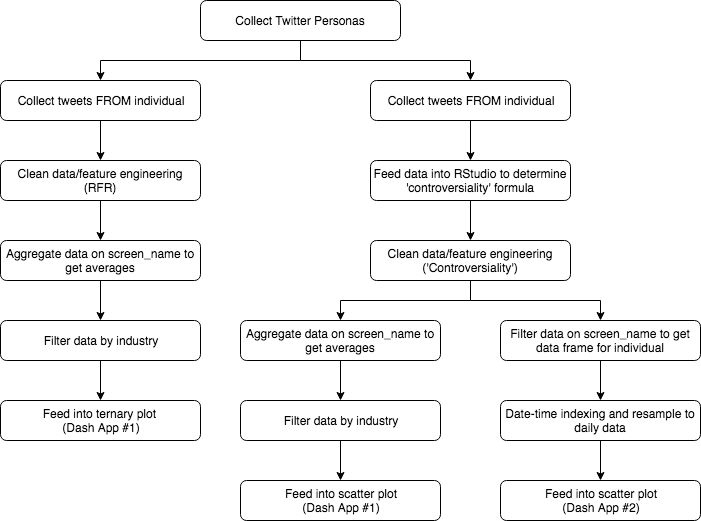 Collect Twitter Personas
Collect tweets FROM individual
Collect tweets FROM individual
Clean data/feature engineering
(RFR)
Feed data into RStudio to determine
'controversiality' formula
Aggregate data on screen_name to
get averages
Clean data/feature engineering
('Controversiality')
Filter data by industry
Aggregate data on screen_name to
get averages
Filter data on screen_name to get
data frame for individual
Feed into ternary plot
(Dash App #1)
Filter data by industry
Date-time indexing and resample to
daily data
Feed into scatter plot
(Dash App #1)
Feed into scatter plot
(Dash App #2)